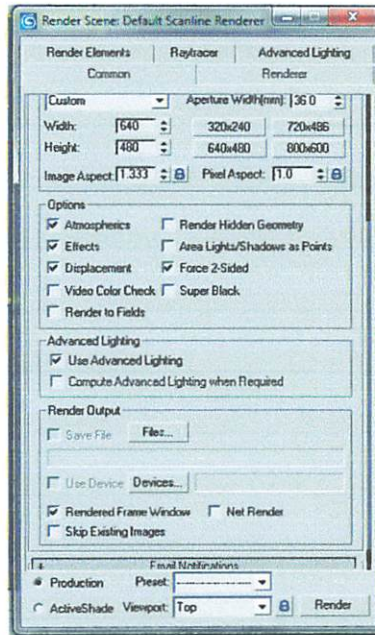 Render Scene: Default Scanline Renderer
Render Elements Raytracer Advanced Lighting
Common Renderer
Custom Aperture Width(mm): 36.0
Width: 640 320x240 720x486
Height: 480 640x480 800x600
Image Aspect: 1.333 Pixel Aspect: 1.0
Options
Atmospherics Render Hidden Geometry
Effects Area Lights/Shadows as Points
Displacement Force 2-Sided
Video Color Check Super Black
Render to Fields
Advanced Lighting
Use Advanced Lighting
Compute Advanced Lighting when Required
Render Output
Save File Files...
Use Device Devices...
Rendered Frame Window Net Render
Skip Existing Images
+ Email Notifications
Production Preset: -------------------
ActiveShade Viewport: Top Render